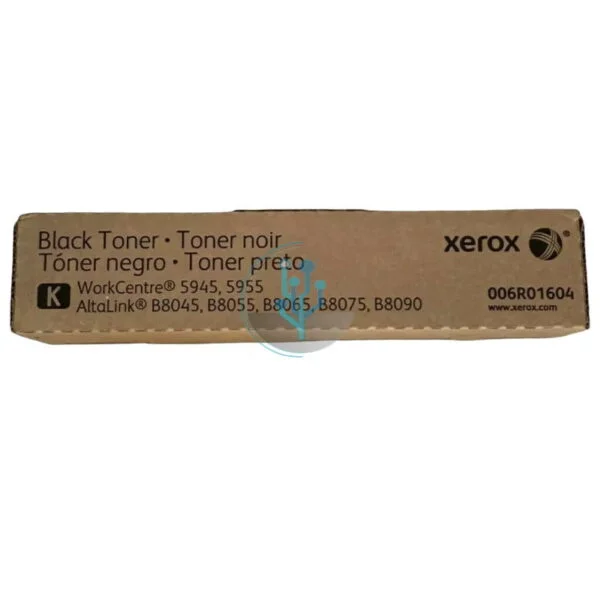 Black Toner • Toner noir
Tóner negro • Toner preto
K
WorkCentre® 5945, 5955
AltaLink® B8045, B8055, B8065, B8075, B8090
xerox ®
006R01604
www.xerox.com